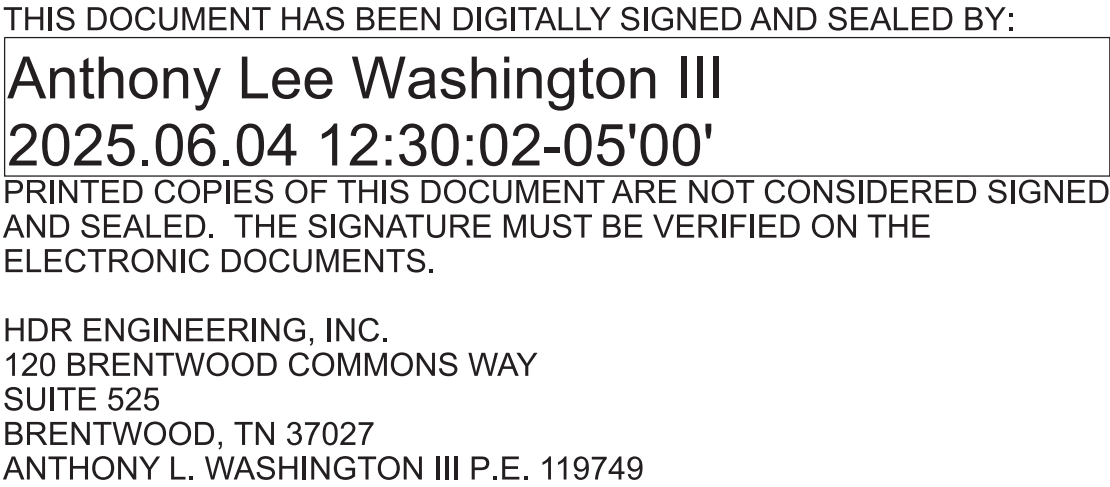 THIS DOCUMENT HAS BEEN DIGITALLY SIGNED AND SEALED BY:
Anthony Lee Washington III
2025.06.04 12:30:02-05'00'
PRINTED COPIES OF THIS DOCUMENT ARE NOT CONSIDERED SIGNED
AND SEALED.  THE SIGNATURE MUST BE VERIFIED ON THE
ELECTRONIC DOCUMENTS.

HDR ENGINEERING, INC.
120 BRENTWOOD COMMONS WAY
SUITE 525
BRENTWOOD, TN 37027
ANTHONY L. WASHINGTON III P.E. 119749